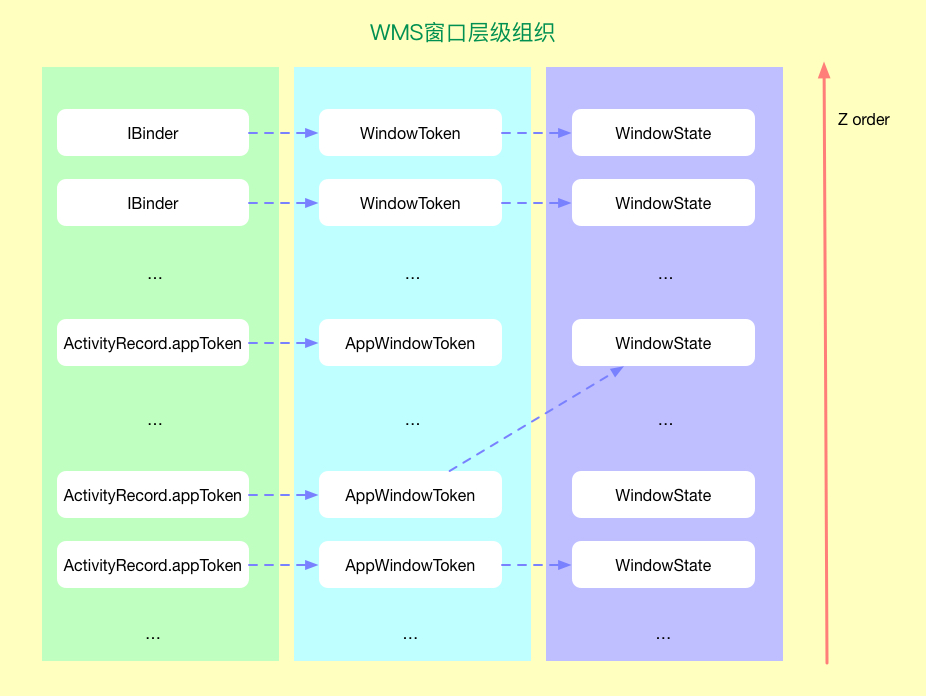 WMS窗口层级组织
Z order
IBinder
WindowToken
WindowState
IBinder
WindowToken
WindowState
...
...
...
ActivityRecord.appToken
AppWindowToken
WindowState
...
...
...
ActivityRecord.appToken
AppWindowToken
WindowState
ActivityRecord.appToken
AppWindowToken
WindowState
...
...
...